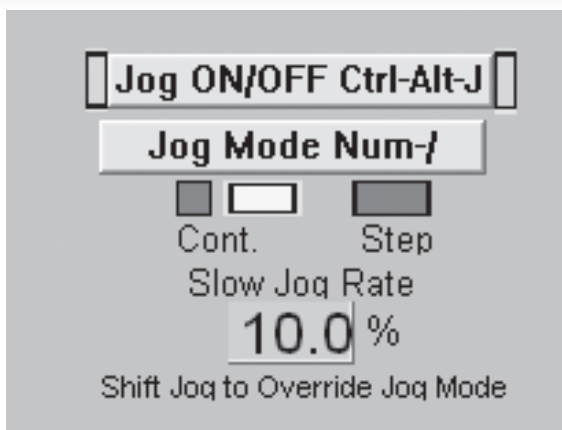 Jog ON/OFF Ctrl-Alt-J
Jog Mode Num-/
Cont. Step
Slow Jog Rate
10.0 %
Shift Jog to Override Jog Mode